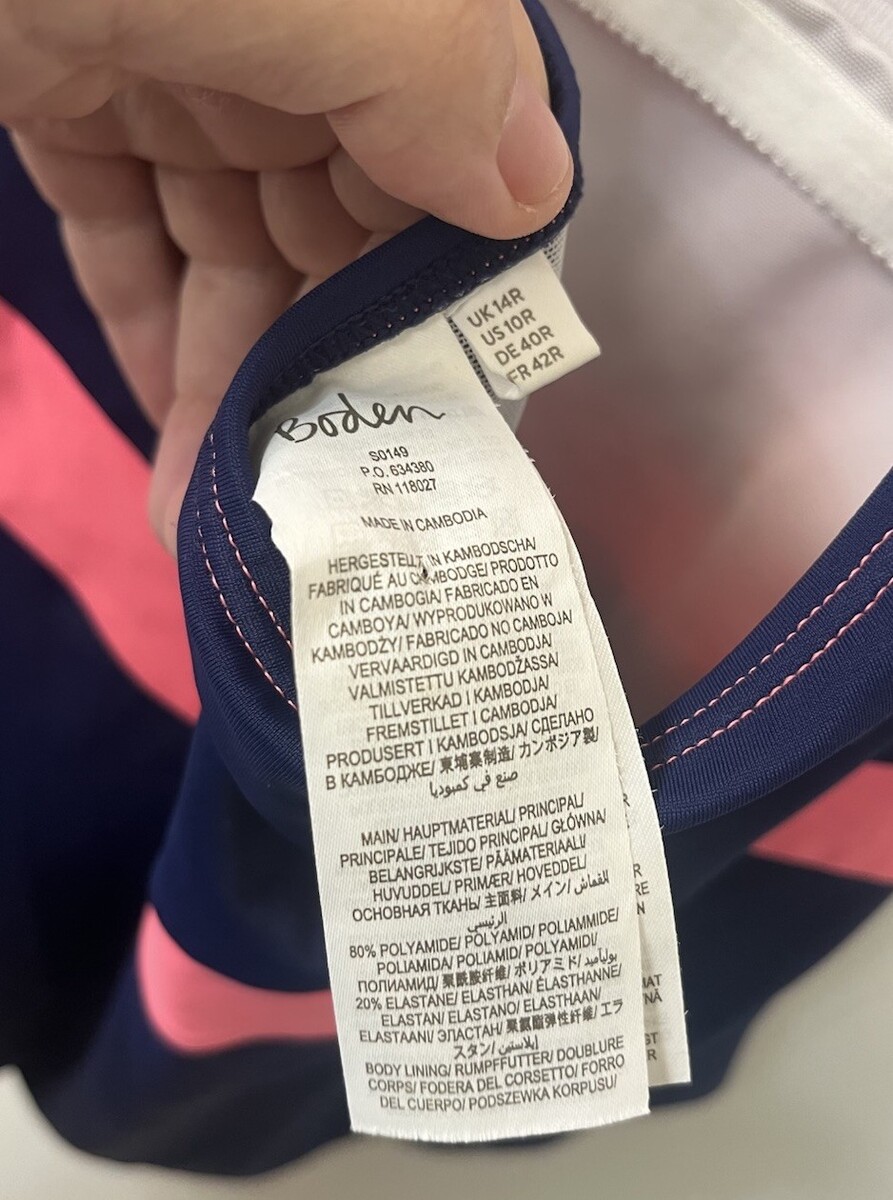 UK 14R
US 10R
DE 40R
FR 42R
Boden
S0149
P.O. 634380
RN 118027
MADE IN CAMBODIA
HERGESTELLT IN KAMBODSCHA/
FABRIQUÉ AU CAMBODGE/ PRODOTTO
IN CAMBOGIA/ FABRICADO EN
CAMBOYA/ WYPRODUKOWANO W
KAMBODŻY/ FABRICADO NO CAMBOJA/
VERVAARDIGD IN CAMBODJA/
VALMISTETTU KAMBODŽASSA/
TILLVERKAD I KAMBODJA/
FREMSTILLET I CAMBODJA/
PRODUSERT I KAMBODSJA/ СДЕЛАНО
В КАМБОДЖЕ/ 東埔寨制造/ カンボジア製/
صنع في كمبوديا
MAIN/ HAUPTMATERIAL/ PRINCIPAL/
PRINCIPALE/ TEJIDO PRINCIPAL/ GŁÓWNA/
BELANGRIJKSTE/ PÄÄMATERIAALI/
HUVUDDEL/ PRIMÆR/ HOVEDDEL/
ОСНОВНАЯ ТКАНЬ/ 主面料/ メイン/ القماش
الرئيسي
80% POLYAMIDE/ POLYAMID/ POLIAMMIDE/
POLIAMIDA/ POLIAMID/ POLYAMIDI/
ПОЛИАМИД/ 聚酰胺纤维/ ポリアミド/ بولياميد
20% ELASTANE/ ELASTHAN/ ÉLASTHANNE/
ELASTAN/ ELASTANO/ ELASTHAAN/
ELASTAANI/ ЭЛАСТАН/ 聚氨酯弹性纤维/ エラ
スタン/ إيلاستين
BODY LINING/ RUMPFFUTTER/ DOUBLURE
CORPS/ FODERA DEL CORSETTO/ FORRO
DEL CUERPO/ PODSZEWKA KORPUSU/